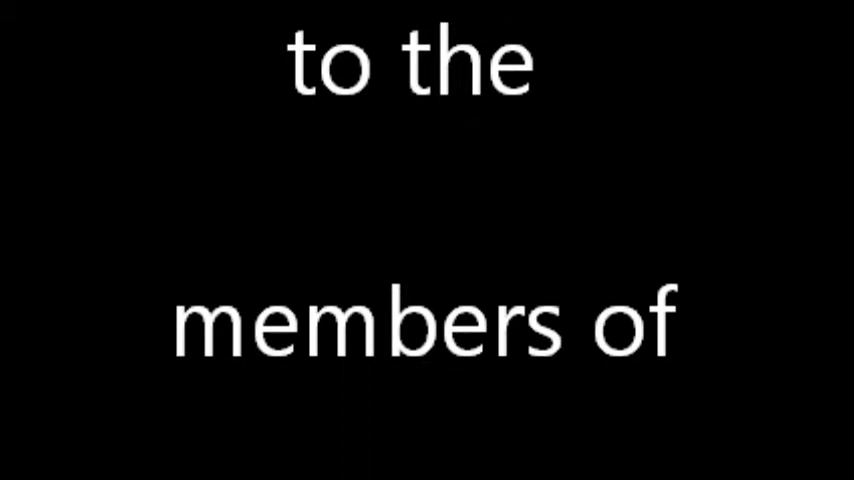 to the
members of